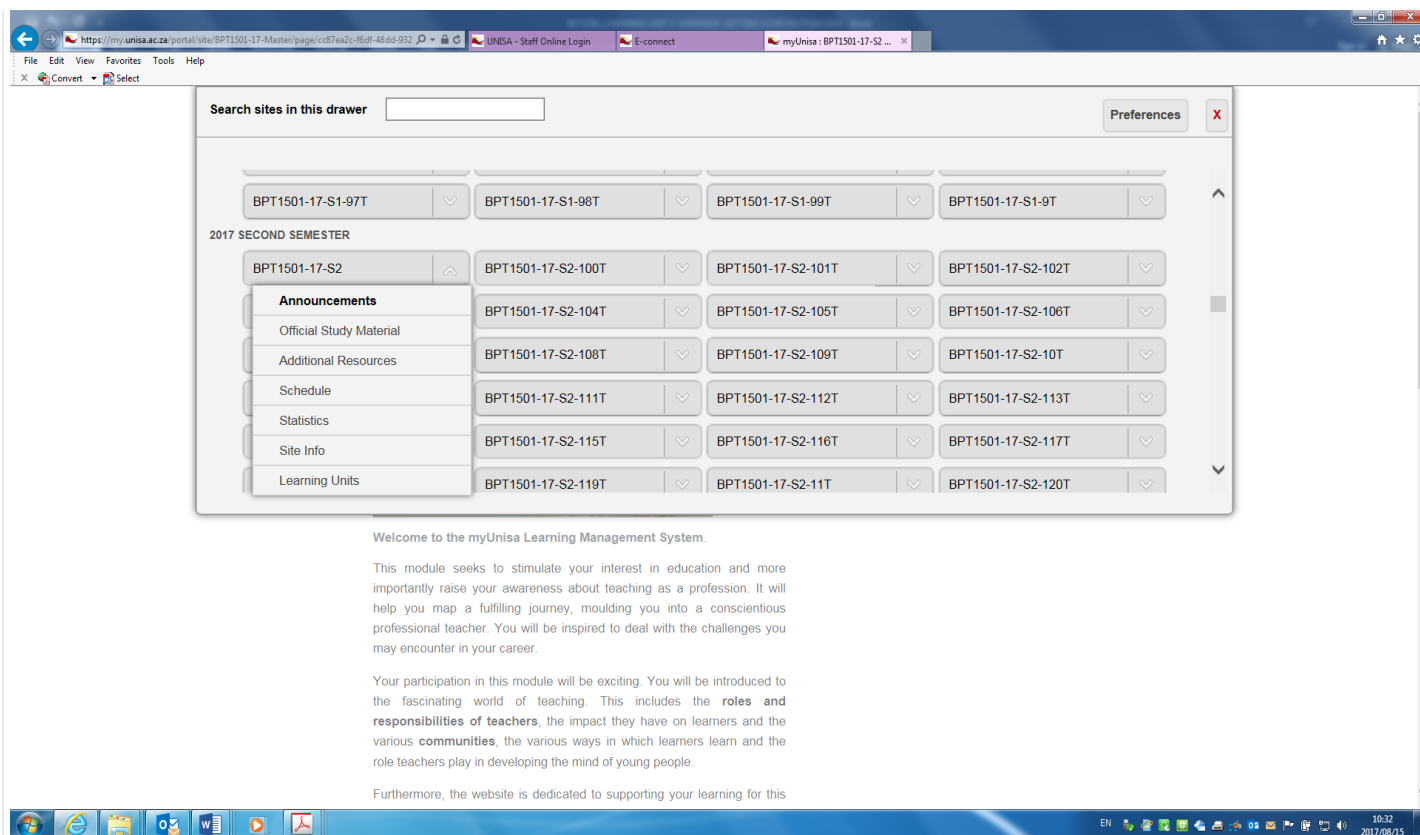 https://my.unisa.ac.za/portal/site/BPT1501-17-Master/page/cc87ea2c-f6df-48dd-932
UNISA - Staff Online Login
E-connect
myUnisa : BPT1501-17-S2 ...
File Edit View Favorites Tools Help
x Convert Select
Search sites in this drawer
Preferences
X
BPT1501-17-S1-97T BPT1501-17-S1-98T BPT1501-17-S1-99T BPT1501-17-S1-9T
2017 SECOND SEMESTER
BPT1501-17-S2 BPT1501-17-S2-100T BPT1501-17-S2-101T BPT1501-17-S2-102T
Announcements
BPT1501-17-S2-104T BPT1501-17-S2-105T BPT1501-17-S2-106T
Official Study Material
BPT1501-17-S2-108T BPT1501-17-S2-109T BPT1501-17-S2-10T
Additional Resources
Schedule
BPT1501-17-S2-111T BPT1501-17-S2-112T BPT1501-17-S2-113T
Statistics
BPT1501-17-S2-115T BPT1501-17-S2-116T BPT1501-17-S2-117T
Site Info
Learning Units
BPT1501-17-S2-119T BPT1501-17-S2-11T BPT1501-17-S2-120T
Welcome to the myUnisa Learning Management System.
This module seeks to stimulate your interest in education and more
importantly raise your awareness about teaching as a profession. It will
help you map a fulfilling journey, moulding you into a conscientious
professional teacher. You will be inspired to deal with the challenges you
may encounter in your career.
Your participation in this module will be exciting. You will be introduced to
the fascinating world of teaching. This includes the roles and
responsibilities of teachers, the impact they have on learners and the
various communities, the various ways in which learners learn and the
role teachers play in developing the mind of young people.
Furthermore, the website is dedicated to supporting your learning for this
EN
10:32
2017/08/15